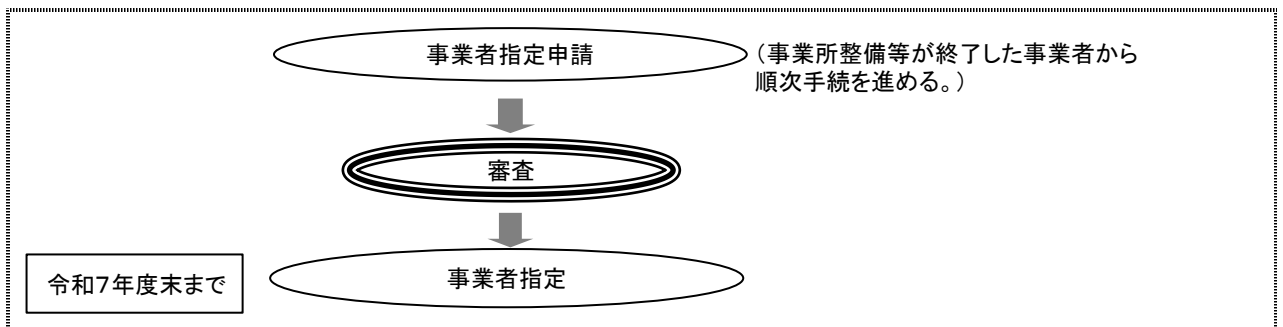 事業者指定申請
(事業所整備等が終了した事業者から
順次手続を進める。)
審査
令和7年度末まで
事業者指定